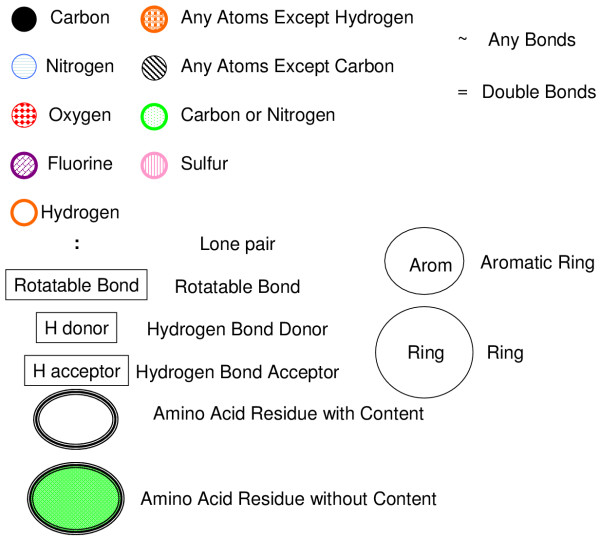 Carbon Any Atoms Except Hydrogen
~ Any Bonds
Nitrogen Any Atoms Except Carbon
= Double Bonds
Oxygen Carbon or Nitrogen
Fluorine Sulfur
Hydrogen
: Lone pair
Arom Aromatic Ring
Rotatable Bond Rotatable Bond
H donor Hydrogen Bond Donor
Ring Ring
H acceptor Hydrogen Bond Acceptor
Amino Acid Residue with Content
Amino Acid Residue without Content